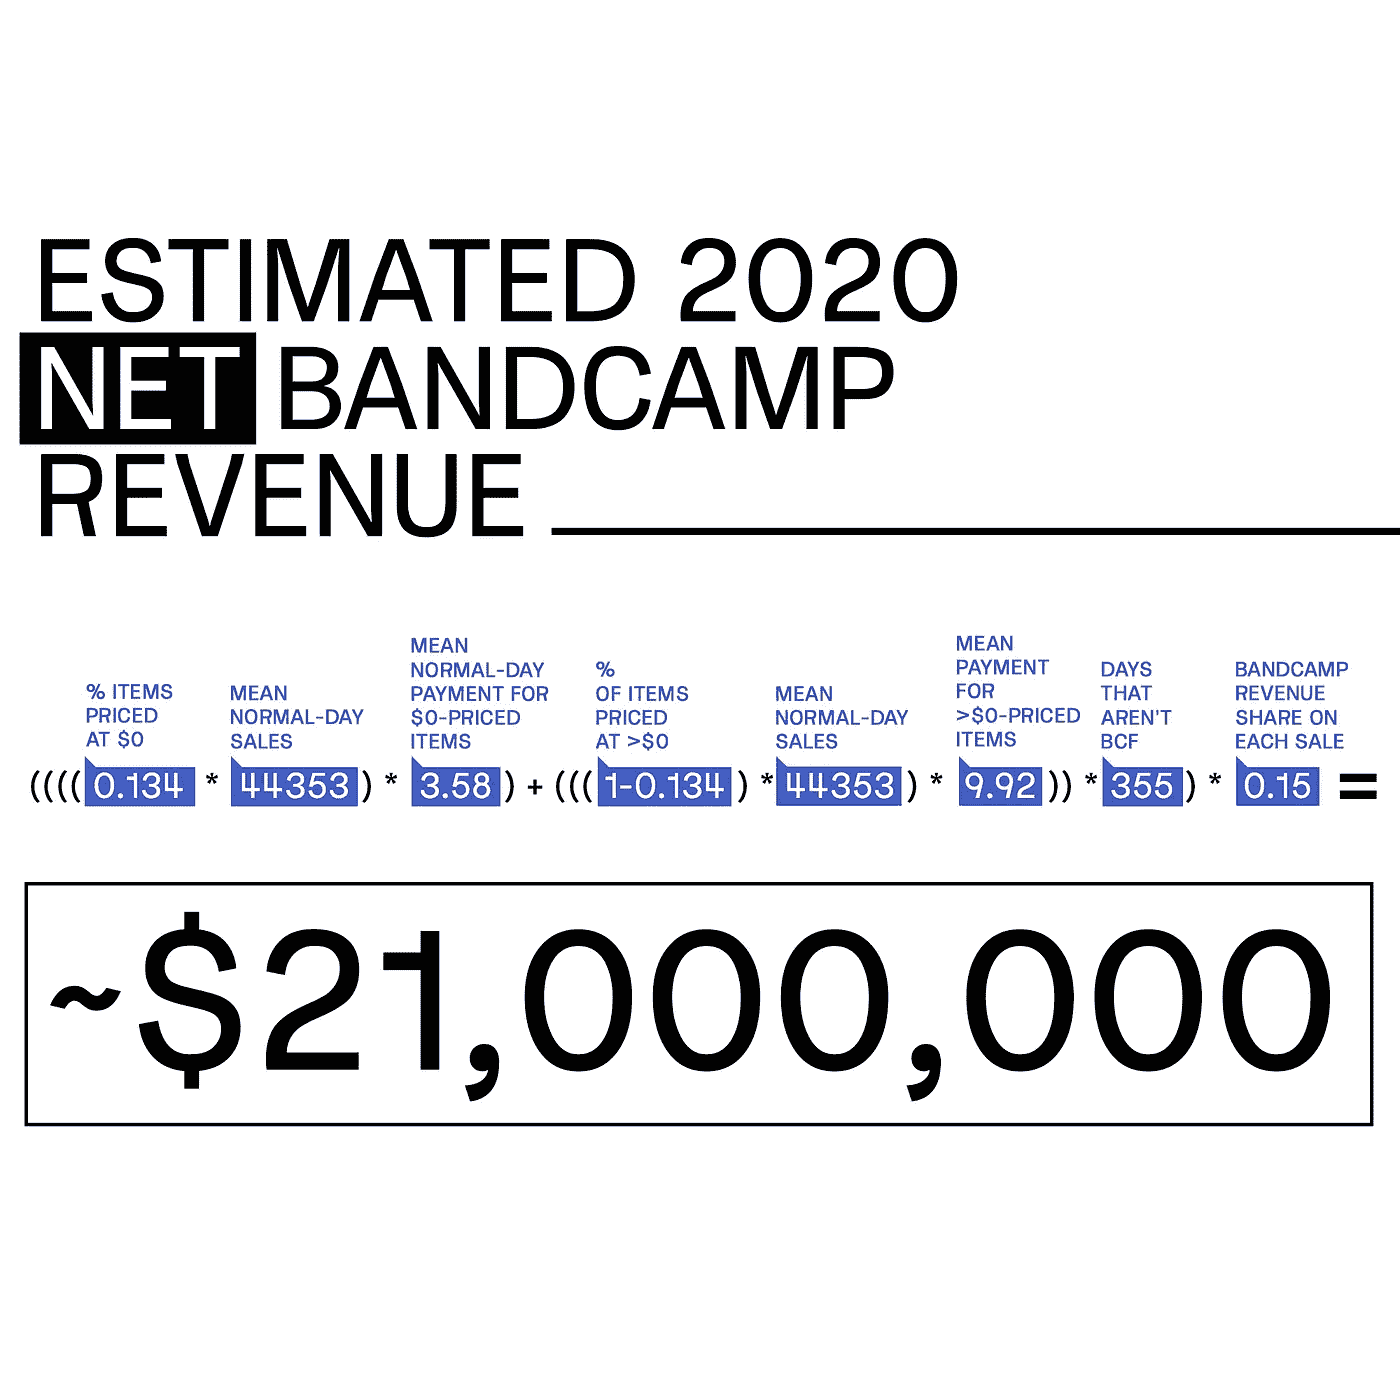 ESTIMATED 2020
NET BANDCAMP
REVENUE
% ITEMS
PRICED
AT $0
MEAN
NORMAL-DAY
SALES
MEAN
NORMAL-DAY
PAYMENT FOR
$0-PRICED
ITEMS
%
OF ITEMS
PRICED
AT >$0
MEAN
NORMAL-DAY
SALES
MEAN
PAYMENT
FOR
>$0-PRICED
ITEMS
DAYS
THAT
AREN'T
BCF
BANDCAMP
REVENUE
SHARE ON
EACH SALE
((((0.134 * 44353) * 3.58) + (((1-0.134) * 44353) * 9.92)) * 355) * 0.15 =
~$21,000,000